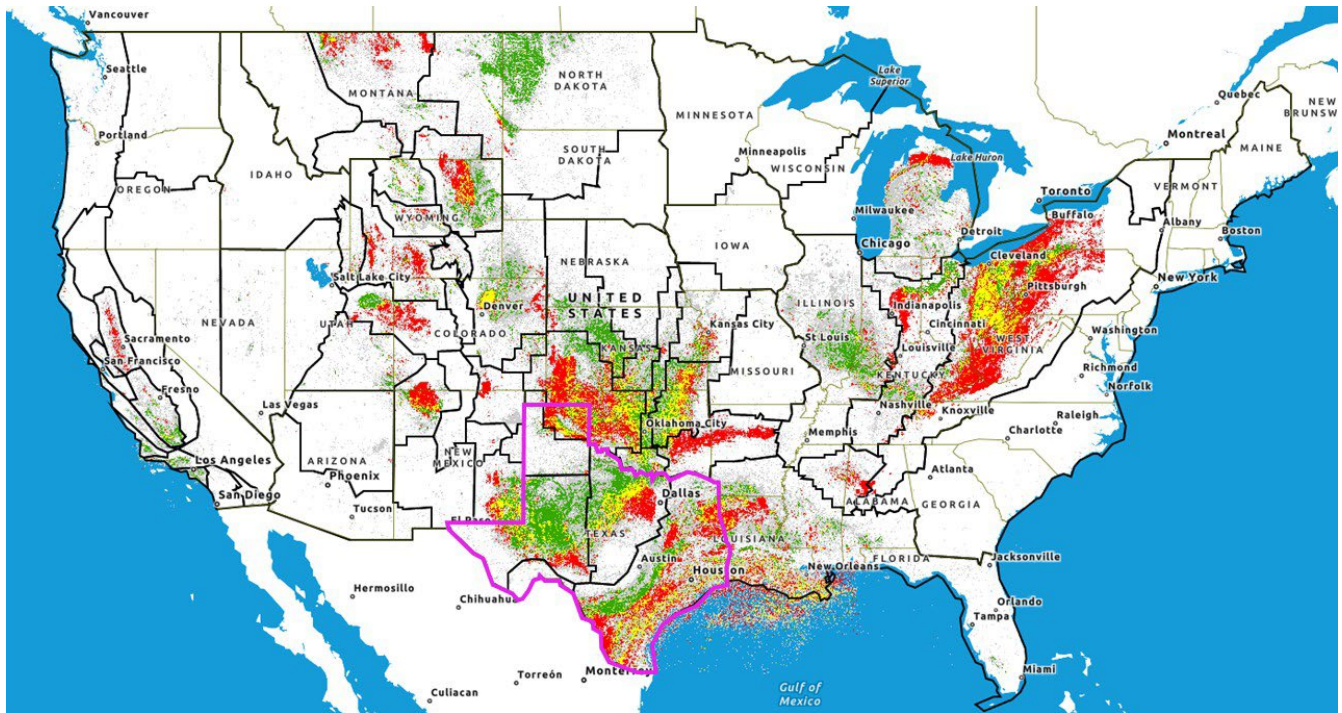 Vancouver
Seattle
Portland
OREGON
IDAHO
MONTANA
NORTH
DAKOTA
SOUTH
DAKOTA
MINNESOTA
Minneapolis
WISCONSIN
Lake
Superior
Lake Huron
Quebec
NEW
BRUNSW
Montreal
MAINE
Toronto
VERMONT
Buffalo
Albany
Boston
Milwaukee
Detroit
Chicago
Cleveland
New York
WYOMING
IOWA
NEBRASKA
Salt Lake City
UNITED
STATES
Denver
ILLINOIS
Indianapolis
Pittsburgh
NEVADA
UTAH
COLORADO
Kansas City
Cincinnati
Sacramento
San Francisco
KANSAS
St Louis
Louisville
WEST
VIRGINIA
Washington
MISSOURI
KENTUCKY
Richmond
Norfolk
Fresno
Las Vegas
Nashville
Knoxville
Raleigh
Oklahoma City
Memphis
Charlotte
Los Angeles
ARIZONA
NEW
MEXICO
Phoenix
Atlanta
San Diego
Tucson
Dallas
ALABAMA
GEORGIA
El Paso
TEXAS
LOUISIANA
Austin
Houston
New Orleans
FLORIDA
Jacksonville
Hermosillo
Chihuahua
Orlando
Tampa
Torreón
Monterrey
Miami
Culiacan
Gulf of
Mexico